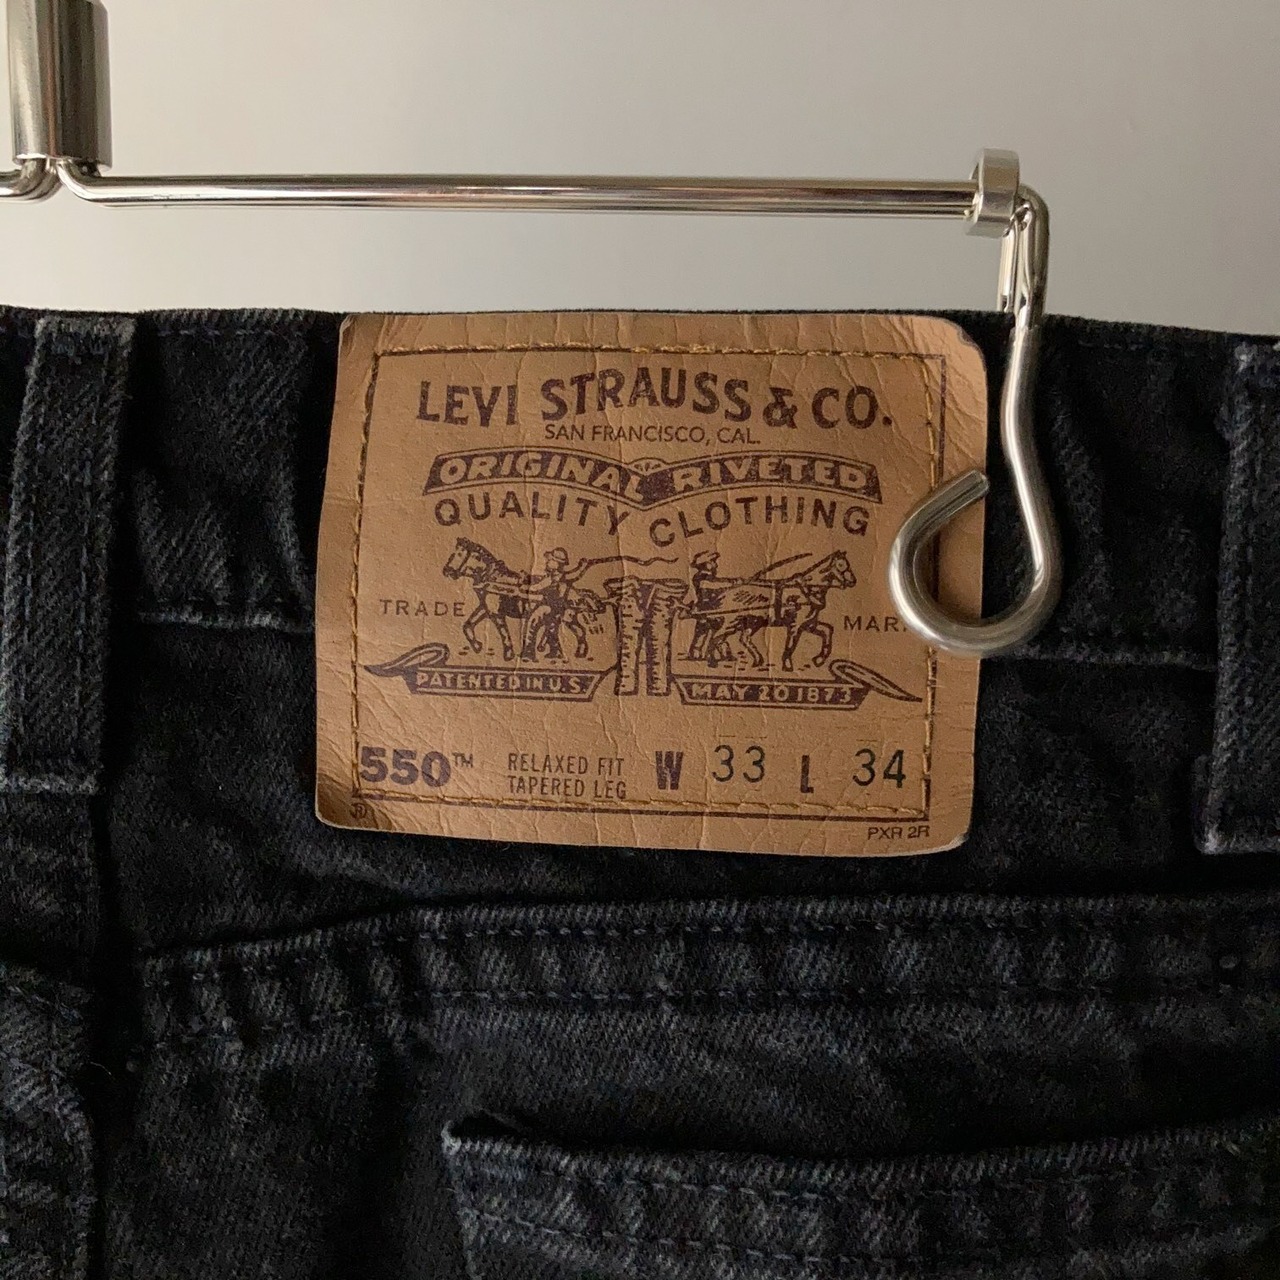 LEVI STRAUSS & CO.
SAN FRANCISCO, CAL.
ORIGINAL RIVETED
QUALITY CLOTHING
TRADE MAR
PATENTED IN U.S. MAY 20 1873
550™ RELAXED FIT W 33 L 34
TAPERED LEG
®
PXR 2R